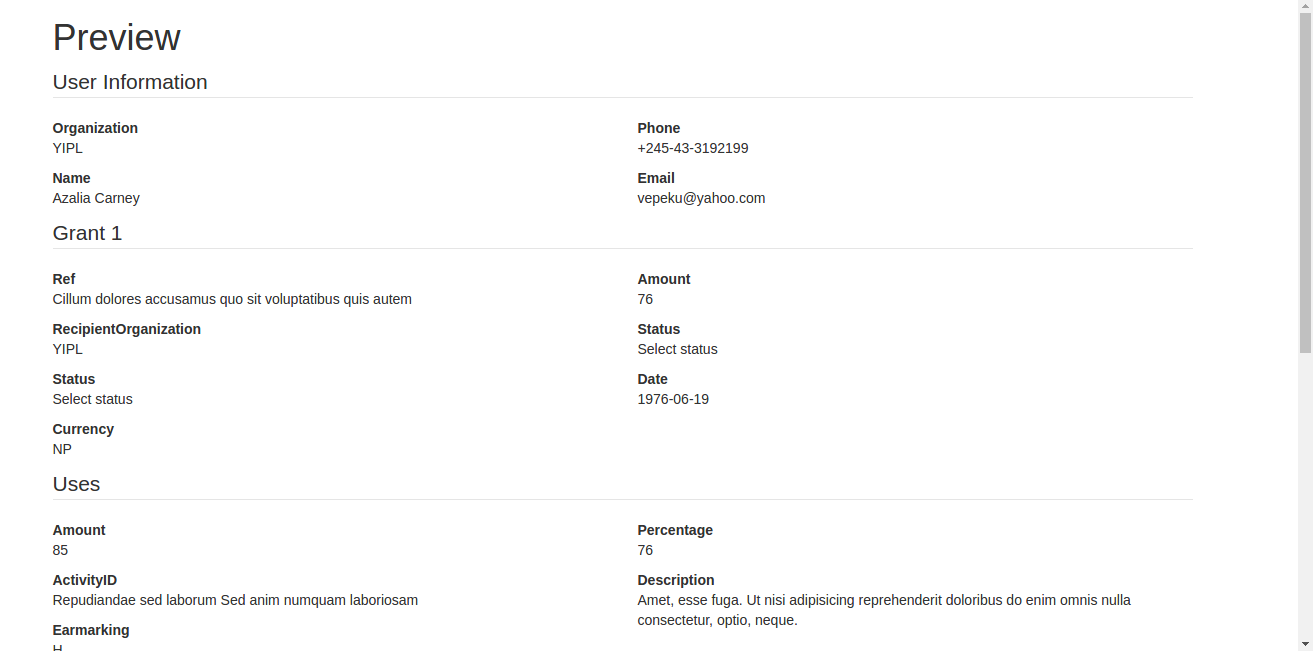 Preview
User Information
Organization
YIPL
Phone
+245-43-3192199
Name
Azalia Carney
Email
vepeku@yahoo.com
Grant 1
Ref
Cillum dolores accusamus quo sit voluptatibus quis autem
Amount
76
RecipientOrganization
YIPL
Status
Select status
Status
Select status
Date
1976-06-19
Currency
NP
Uses
Amount
85
Percentage
76
ActivityID
Repudiandae sed laborum Sed anim numquam laboriosam
Description
Amet, esse fuga. Ut nisi adipisicing reprehenderit doloribus do enim omnis nulla
consectetur, optio, neque.
Earmarking
H